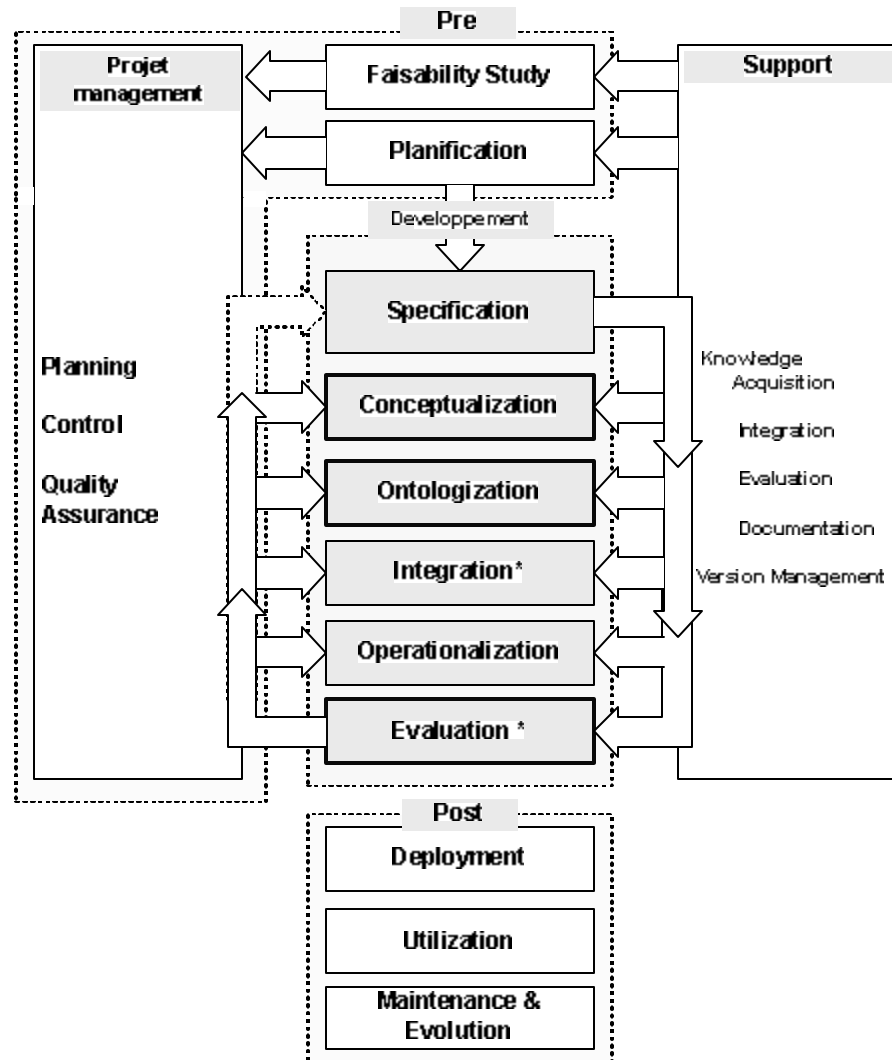 Pre
Projet
management
Faisability Study
Support
Planification
Developpement
Specification
Planning
Control
Quality
Assurance
Conceptualization
Ontologization
Integration*
Operationalization
Evaluation *
Knowledge
Acquisition
Integration
Evaluation
Documentation
Version Management
Post
Deployment
Utilization
Maintenance &
Evolution